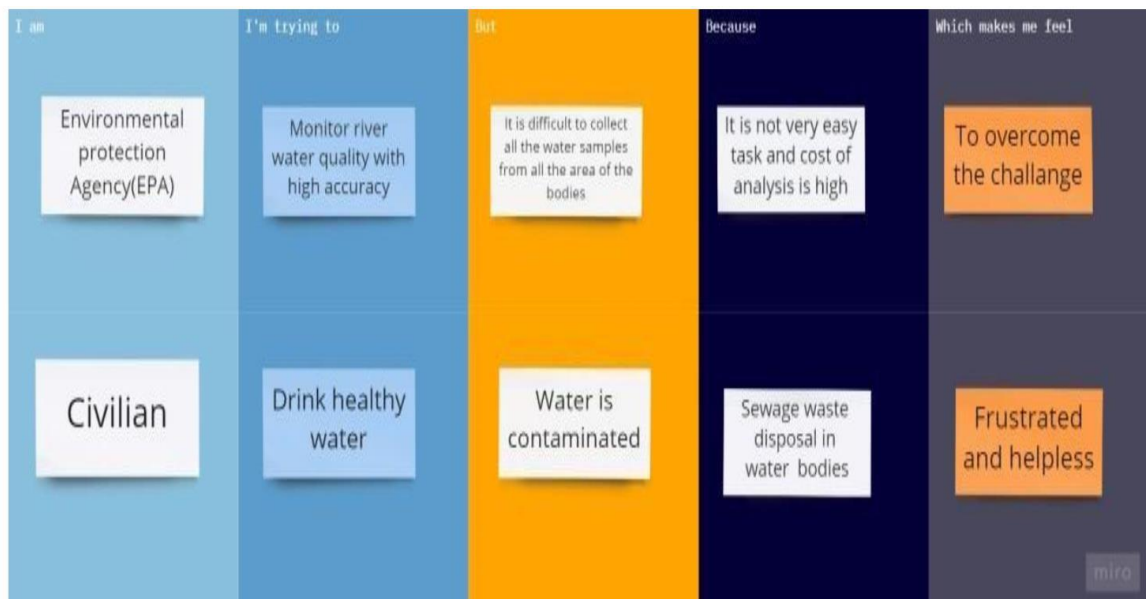 I am
I'm trying to
But
Because
Which makes me feel
Environmental
protection
Agency(EPA)
Monitor river
water quality with
high accuracy
It is difficult to collect
all the water samples
from all the area of the
bodies
It is not very easy
task and cost of
analysis is high
To overcome
the challange
Civilian
Drink healthy
water
Water is
contaminated
Sewage waste
disposal in
water bodies
Frustrated
and helpless
miro